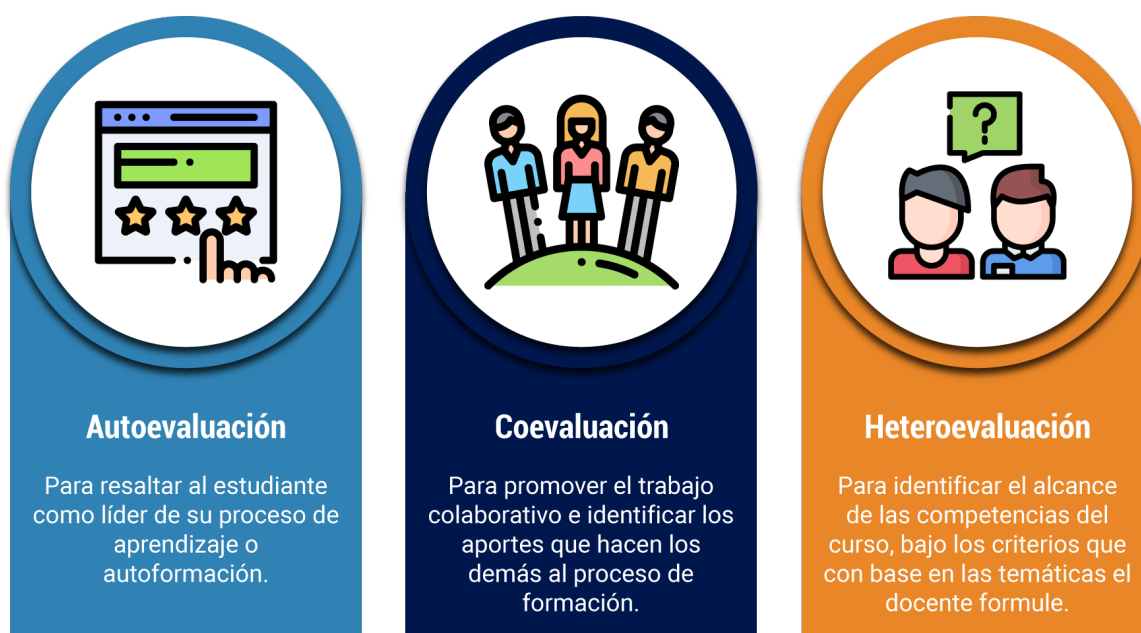 Autoevaluación
Para resaltar al estudiante
como líder de su proceso de
aprendizaje o
autoformación.
Coevaluación
Para promover el trabajo
colaborativo e identificar los
aportes que hacen los
demás al proceso de
formación.
?
Heteroevaluación
Para identificar el alcance
de las competencias del
curso, bajo los criterios que
con base en las temáticas el
docente formule.